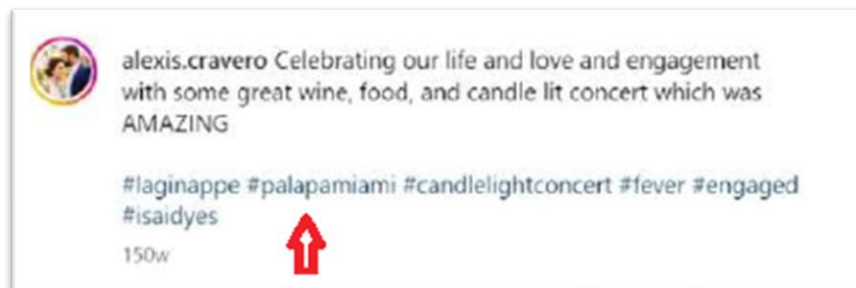 alexis.cravero Celebrating our life and love and engagement
with some great wine, food, and candle lit concert which was
AMAZING
#laginappe #palapamiami #candlelightconcert #fever #engaged
#isaidyes
150w